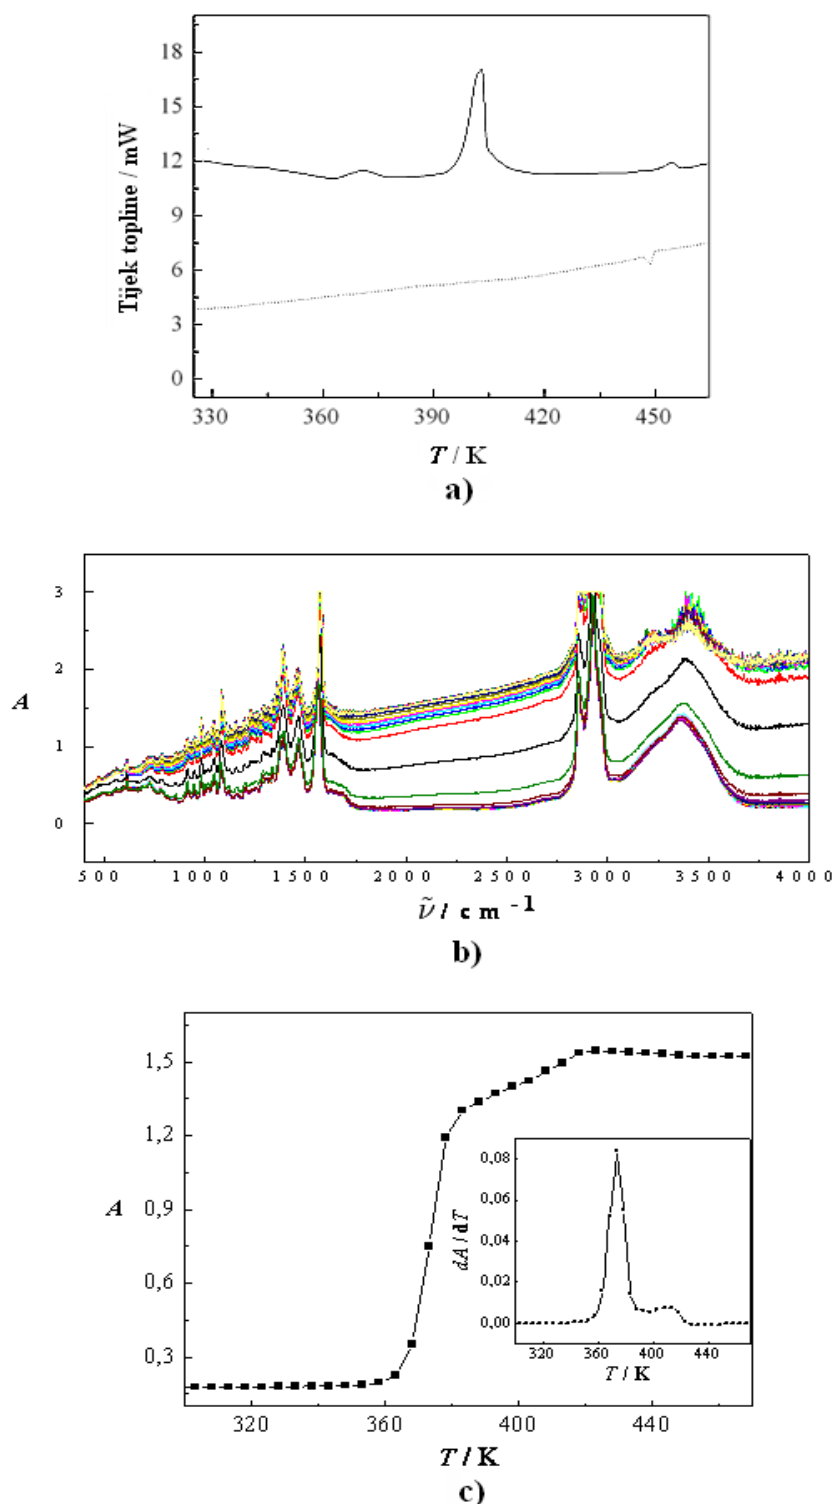 18
15
12
9
6
3
0
Tijek topline / mW
330 360 390 420 450
T / K
a)
3
2
1
0
A
500 1000 1500 2000 2500 3000 3500 4000
ν̃ / cm⁻¹
b)
1,5
1,2
0,9
0,6
0,3
A
320 360 400 440
T / K
0,08
0,06
0,04
0,02
0,00
dA / dT
320 360 400 440
T / K
c)